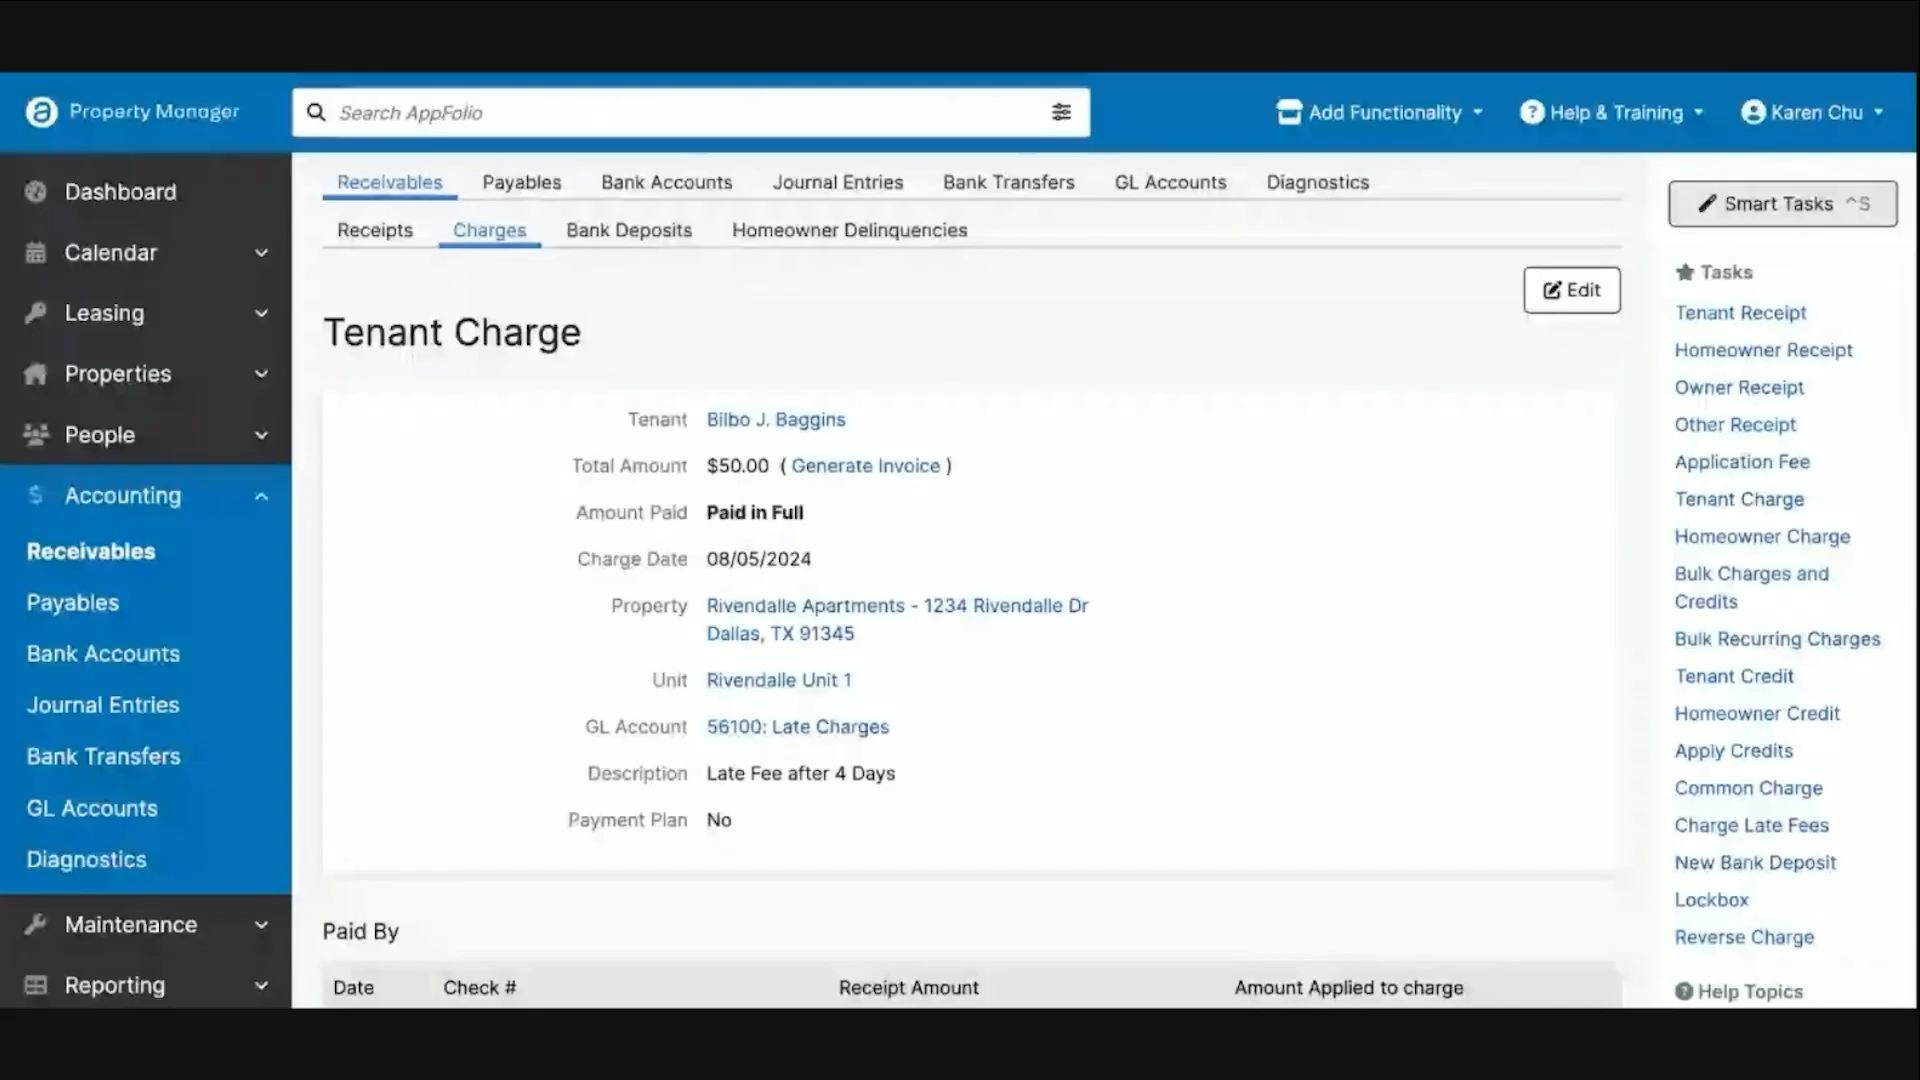 Property Manager
Search AppFolio
Add Functionality
Help & Training
Karen Chu
Dashboard
Calendar
Leasing
Properties
People
Accounting
Receivables
Payables
Bank Accounts
Journal Entries
Bank Transfers
GL Accounts
Diagnostics
Maintenance
Reporting
Receivables Payables Bank Accounts Journal Entries Bank Transfers GL Accounts Diagnostics
Receipts Charges Bank Deposits Homeowner Delinquencies
Edit
Tenant Charge
Tenant Bilbo J. Baggins
Total Amount $50.00 ( Generate Invoice )
Amount Paid Paid in Full
Charge Date 08/05/2024
Property Rivendalle Apartments - 1234 Rivendalle Dr
Dallas, TX 91345
Unit Rivendalle Unit 1
GL Account 56100: Late Charges
Description Late Fee after 4 Days
Payment Plan No
Paid By
Date Check # Receipt Amount Amount Applied to charge
Smart Tasks ^S
Tasks
Tenant Receipt
Homeowner Receipt
Owner Receipt
Other Receipt
Application Fee
Tenant Charge
Homeowner Charge
Bulk Charges and
Credits
Bulk Recurring Charges
Tenant Credit
Homeowner Credit
Apply Credits
Common Charge
Charge Late Fees
New Bank Deposit
Lockbox
Reverse Charge
Help Topics